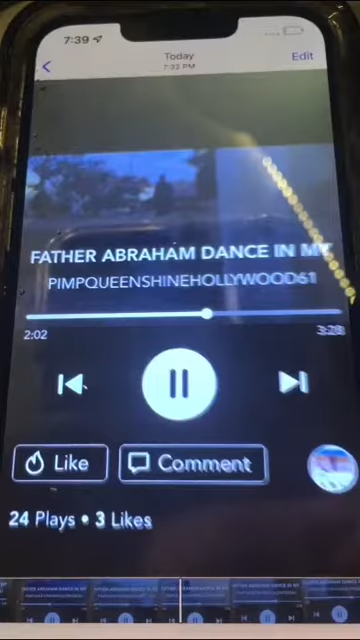 7:39
Today
7:33 PM
Edit
FATHER ABRAHAM DANCE IN MY
PIMPQUEENSHINEHOLLYWOOD61
2:02
3:28
Like
Comment
24 Plays • 3 Likes